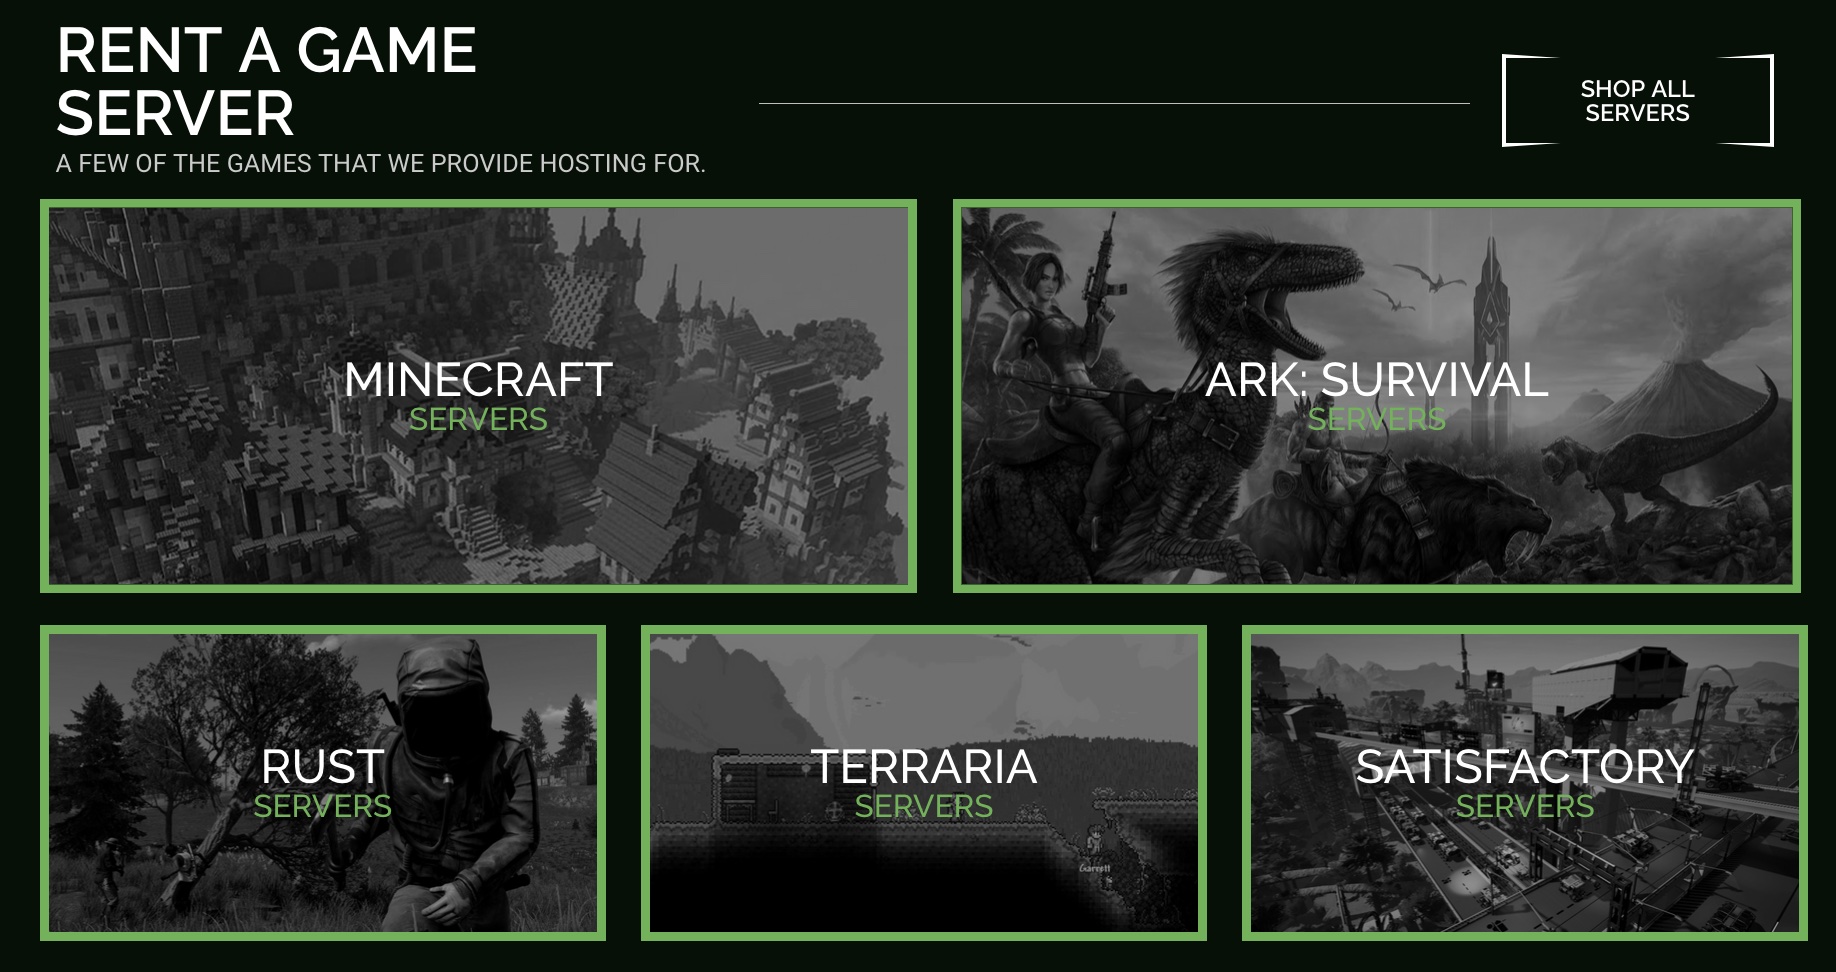 RENT A GAME
SERVER
A FEW OF THE GAMES THAT WE PROVIDE HOSTING FOR.
SHOP ALL
SERVERS
MINECRAFT
SERVERS
ARK: SURVIVAL
SERVERS
RUST
SERVERS
TERRARIA
SERVERS
Garrett
SATISFACTORY
SERVERS